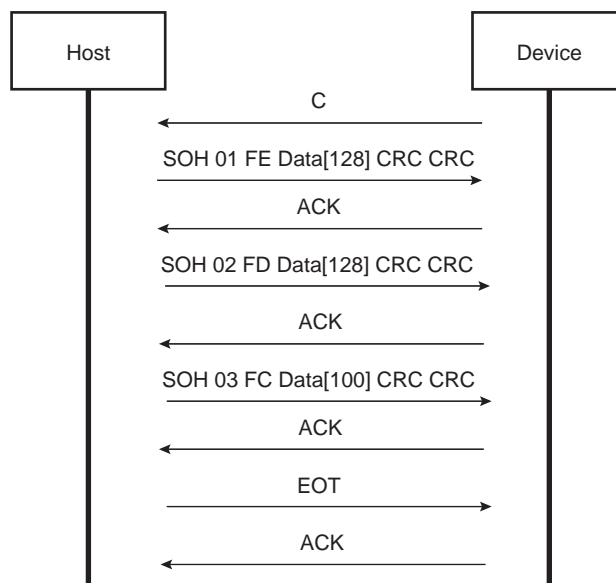 Host
Device
C
SOH 01 FE Data[128] CRC CRC
ACK
SOH 02 FD Data[128] CRC CRC
ACK
SOH 03 FC Data[100] CRC CRC
ACK
EOT
ACK